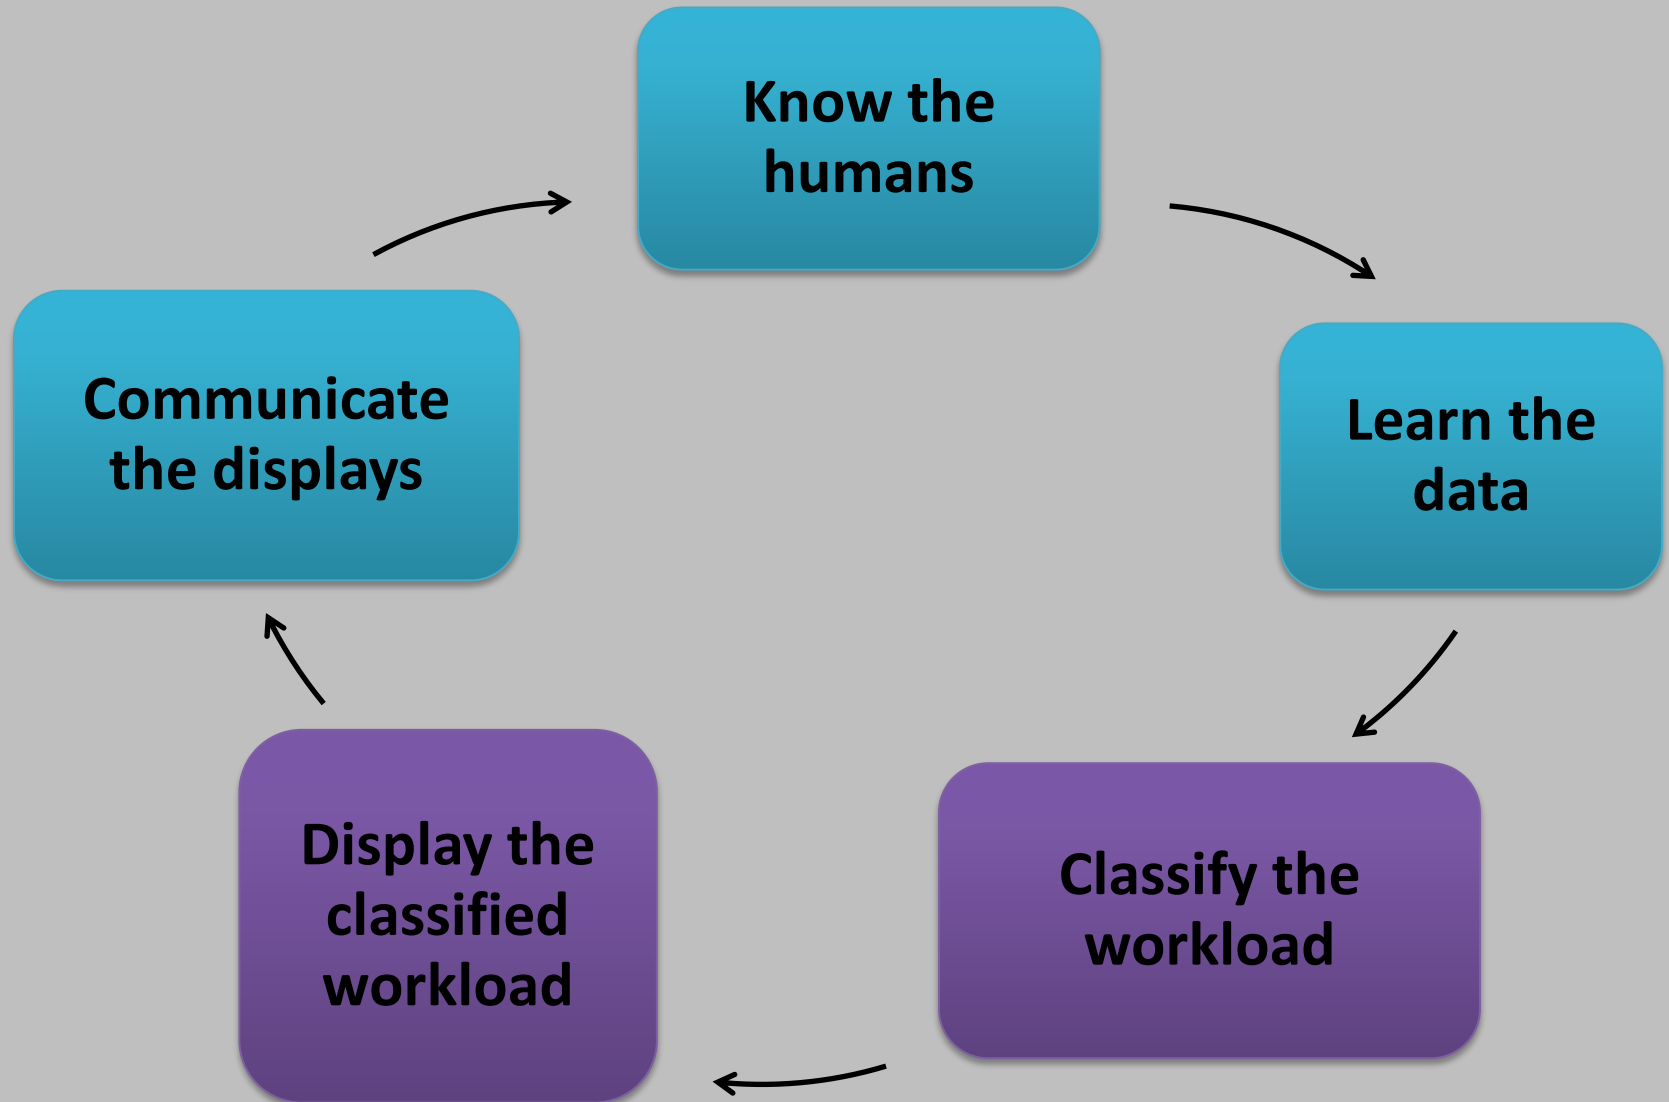 Know the
humans
Communicate
the displays
Learn the
data
Display the
classified
workload
Classify the
workload